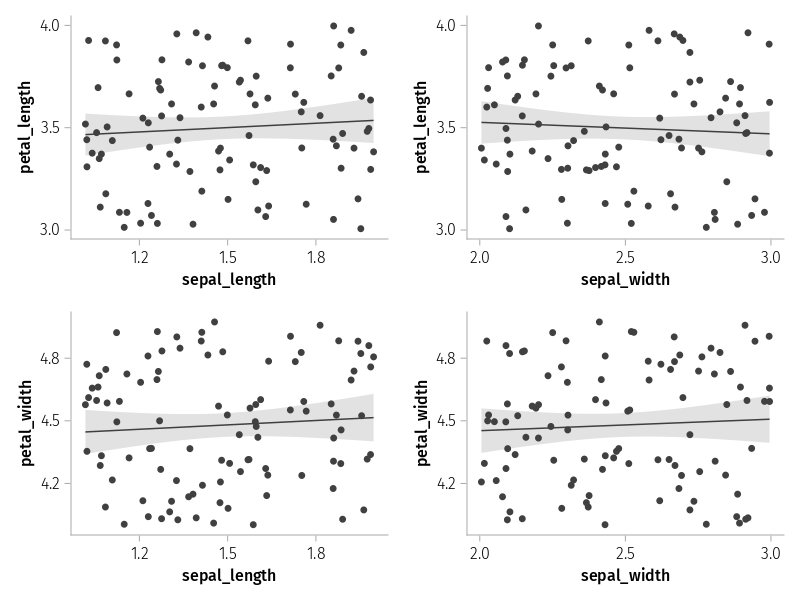 4.0
3.5
3.0
petal_length
1.2 1.5 1.8
sepal_length
4.0
3.5
3.0
petal_length
2.0 2.5 3.0
sepal_width
4.8
4.5
4.2
petal_width
1.2 1.5 1.8
sepal_length
4.8
4.5
4.2
petal_width
2.0 2.5 3.0
sepal_width